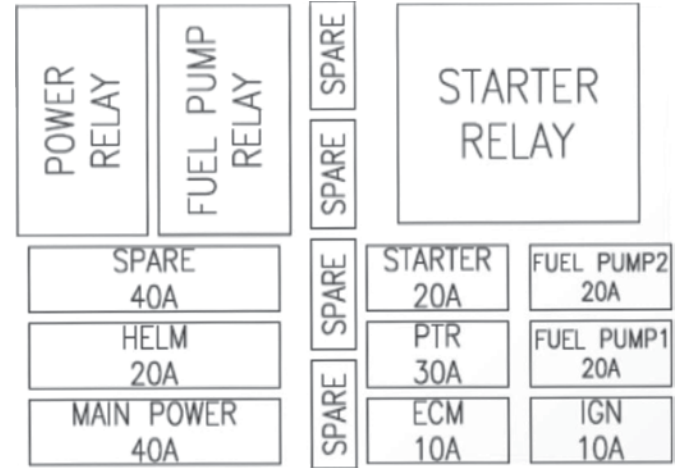 POWER
RELAY
FUEL PUMP
RELAY
SPARE
STARTER
RELAY
SPARE
SPARE
40A
SPARE
STARTER
20A
FUEL PUMP2
20A
HELM
20A
PTR
30A
FUEL PUMP1
20A
MAIN POWER
40A
SPARE
ECM
10A
IGN
10A